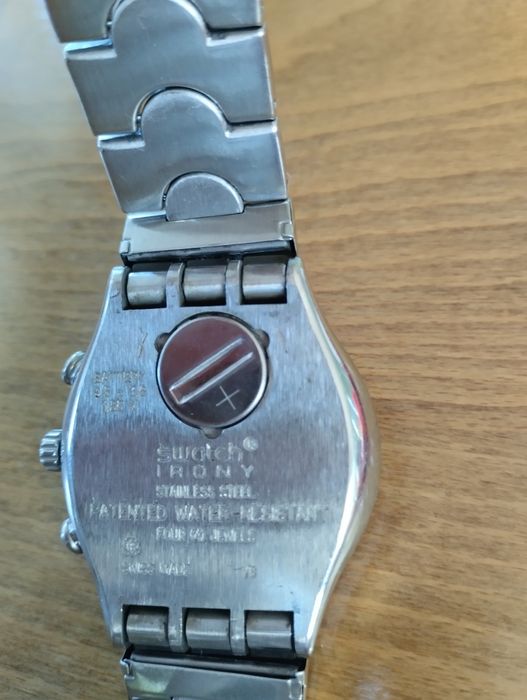 +
swatch
IRONY
STAINLESS STEEL
PATENTED WATER-RESISTANT
FOUR (4) JEWELS
SWISS MADE